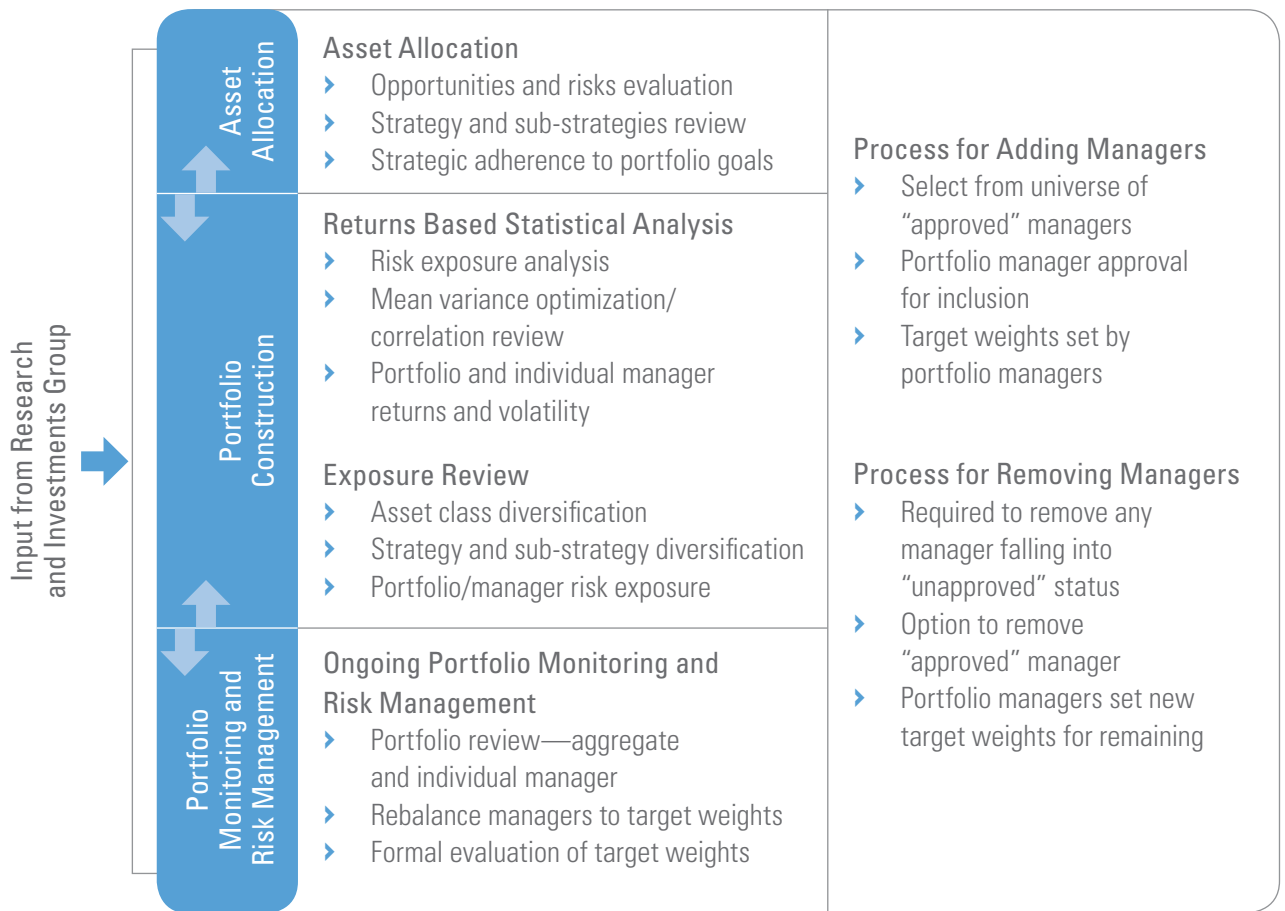 Input from Research
and Investments Group
Asset
Allocation
Asset Allocation
Opportunities and risks evaluation
Strategy and sub-strategies review
Strategic adherence to portfolio goals
Portfolio
Construction
Returns Based Statistical Analysis
Risk exposure analysis
Mean variance optimization/
correlation review
Portfolio and individual manager
returns and volatility
Exposure Review
Asset class diversification
Strategy and sub-strategy diversification
Portfolio/manager risk exposure
Portfolio
Monitoring and
Risk Management
Ongoing Portfolio Monitoring and
Risk Management
Portfolio review—aggregate
and individual manager
Rebalance managers to target weights
Formal evaluation of target weights
Process for Adding Managers
Select from universe of
“approved” managers
Portfolio manager approval
for inclusion
Target weights set by
portfolio managers
Process for Removing Managers
Required to remove any
manager falling into
“unapproved” status
Option to remove
“approved” manager
Portfolio managers set new
target weights for remaining